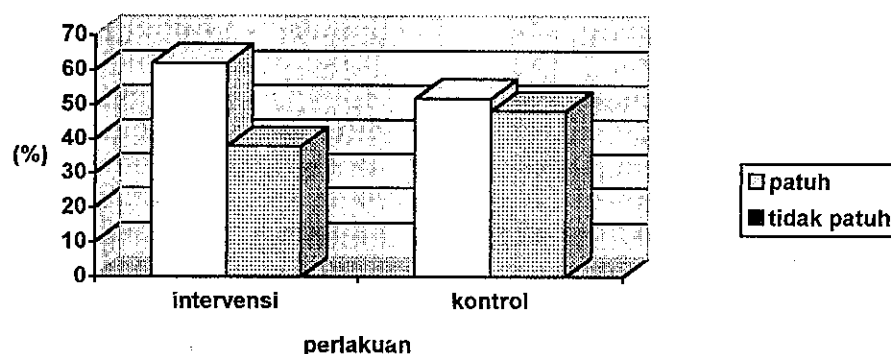 70
60
50
40
30
20
10
0
(%)
intervensi
kontrol
perlakuan
patuh
tidak patuh